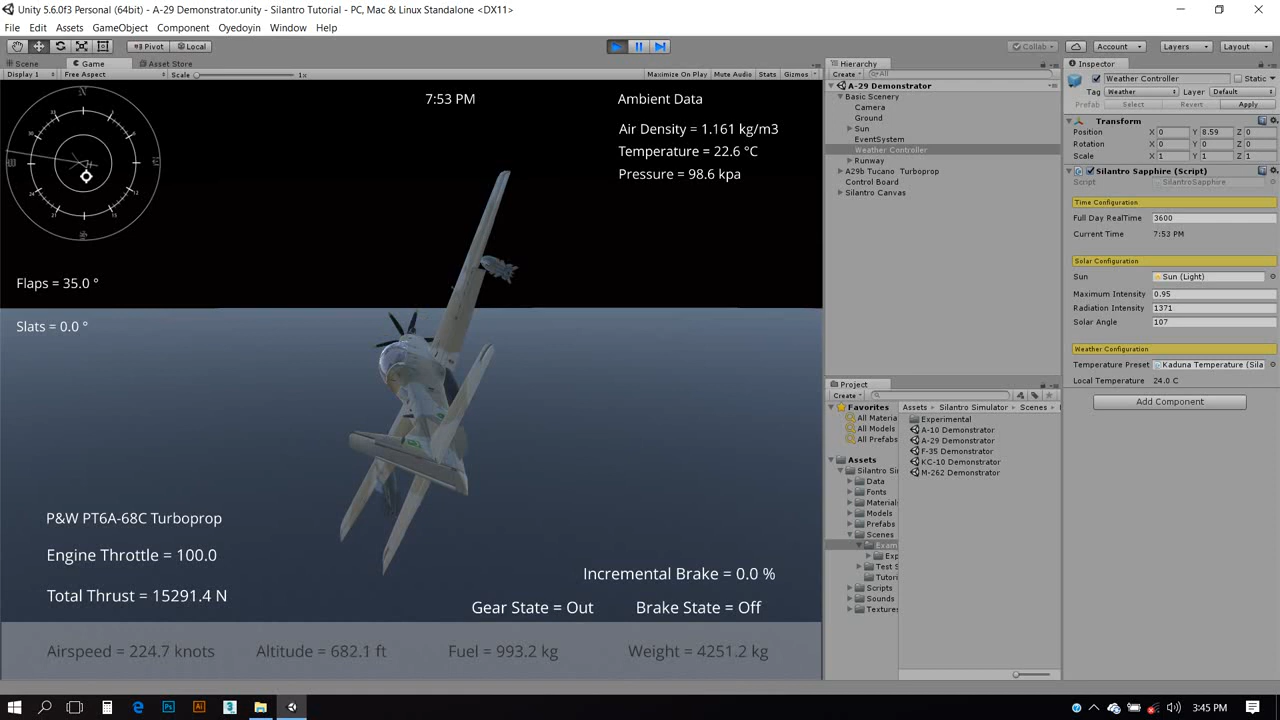 Unity 5.6.0f3 Personal (64bit) - A-29 Demonstrator.unity - Silantro Tutorial - PC, Mac & Linux Standalone <DX11>
File Edit Assets GameObject Component Oyedoyin Window Help
Pivot Local Collab Account Layers Layout
Scene Game Asset Store
Display 1 Free Aspect Scale 1x Maximize On Play Mute Audio Stats Gizmos
7:53 PM
Ambient Data
Air Density = 1.161 kg/m3
Temperature = 22.6 °C
Pressure = 98.6 kpa
Flaps = 35.0 °
Slats = 0.0 °
P&W PT6A-68C Turboprop
Engine Throttle = 100.0
Total Thrust = 15291.4 N
Incremental Brake = 0.0 %
Gear State = Out Brake State = Off
Airspeed = 224.7 knots Altitude = 682.1 ft Fuel = 993.2 kg Weight = 4251.2 kg
Hierarchy
Create All
A-29 Demonstrator
Basic Scenery
Camera
Ground
Sun
EventSystem
Weather Controller
Runway
A29b Tucano Turboprop
Control Board
Silantro Canvas
Project
Create
Favorites
All Materia
All Models
All Prefabs
Assets
Silantro Si
Data
Fonts
Material
Models
Prefabs
Scenes
Exam
Exp
Test S
Tutori
Scripts
Sounds
Textures
Assets Silantro Simulator Scenes
Experimental
A-10 Demonstrator
A-29 Demonstrator
F-35 Demonstrator
KC-10 Demonstrator
M-262 Demonstrator
Inspector
Weather Controller Static
Tag Weather Layer Default
Prefab Select Revert Apply
Transform
Position X 0 Y 8.59 Z 0
Rotation X 0 Y 0 Z 0
Scale X 1 Y 1 Z 1
Silantro Sapphire (Script)
Script SilantroSapphire
Time Configuration
Full Day RealTime 3600
Current Time 7:53 PM
Solar Configuration
Sun Sun (Light)
Maximum Intensity 0.95
Radiation Intensity 1371
Solar Angle 107
Weather Configuration
Temperature Preset Kaduna Temperature (Sila
Local Temperature 24.0 C
Add Component
3:45 PM